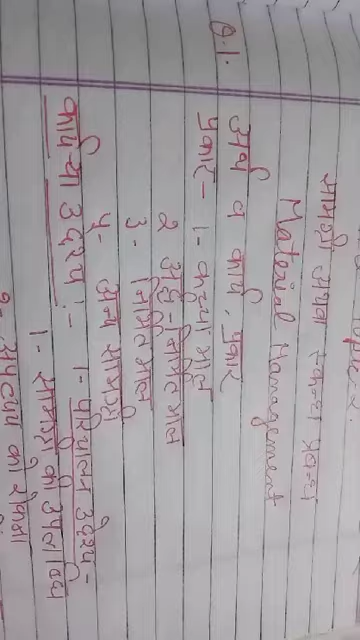 सामग्री अथवा स्कन्ध प्रबन्ध
Material Management
Q.1. अर्थ व कार्य, प्रकार
प्रकार - 1 - कच्चा माल
2 अर्द्ध-निर्मित माल
3 - निर्मित माल
4 - अन्य सामग्री
कार्य या उद्देश्य :- 1 - परिचालन उद्देश्य -
1 - सामग्री की उपलब्धि
2 - अपव्यय को रोकना